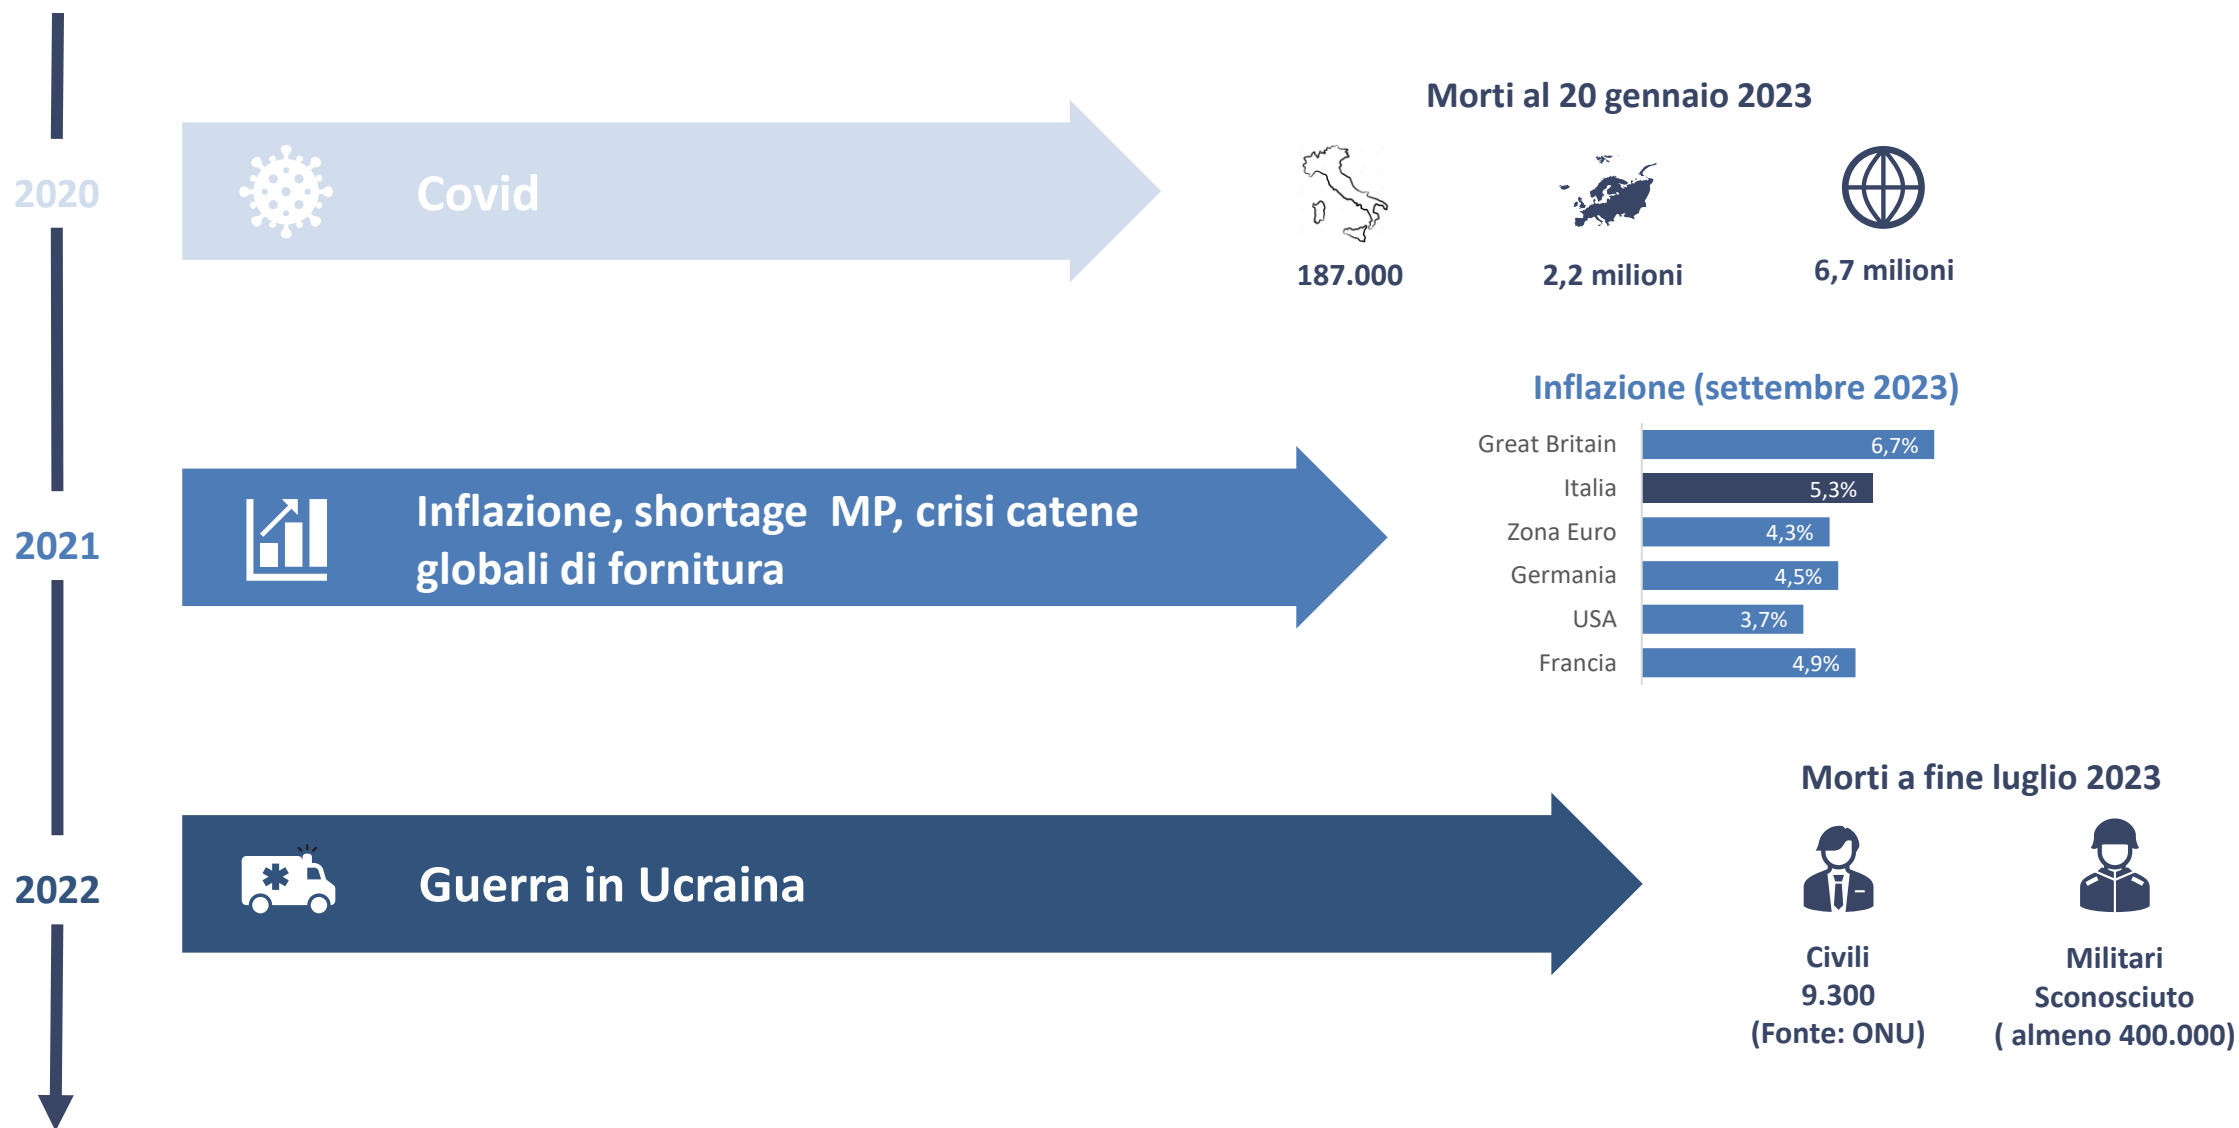 2020
Covid
Morti al 20 gennaio 2023
187.000
2,2 milioni
6,7 milioni
2021
Inflazione, shortage  MP, crisi catene
globali di fornitura
Inflazione (settembre 2023)
Great Britain 6,7%
Italia 5,3%
Zona Euro 4,3%
Germania 4,5%
USA 3,7%
Francia 4,9%
2022
Guerra in Ucraina
Morti a fine luglio 2023
Civili
9.300
(Fonte: ONU)
Militari
Sconosciuto
( almeno 400.000)